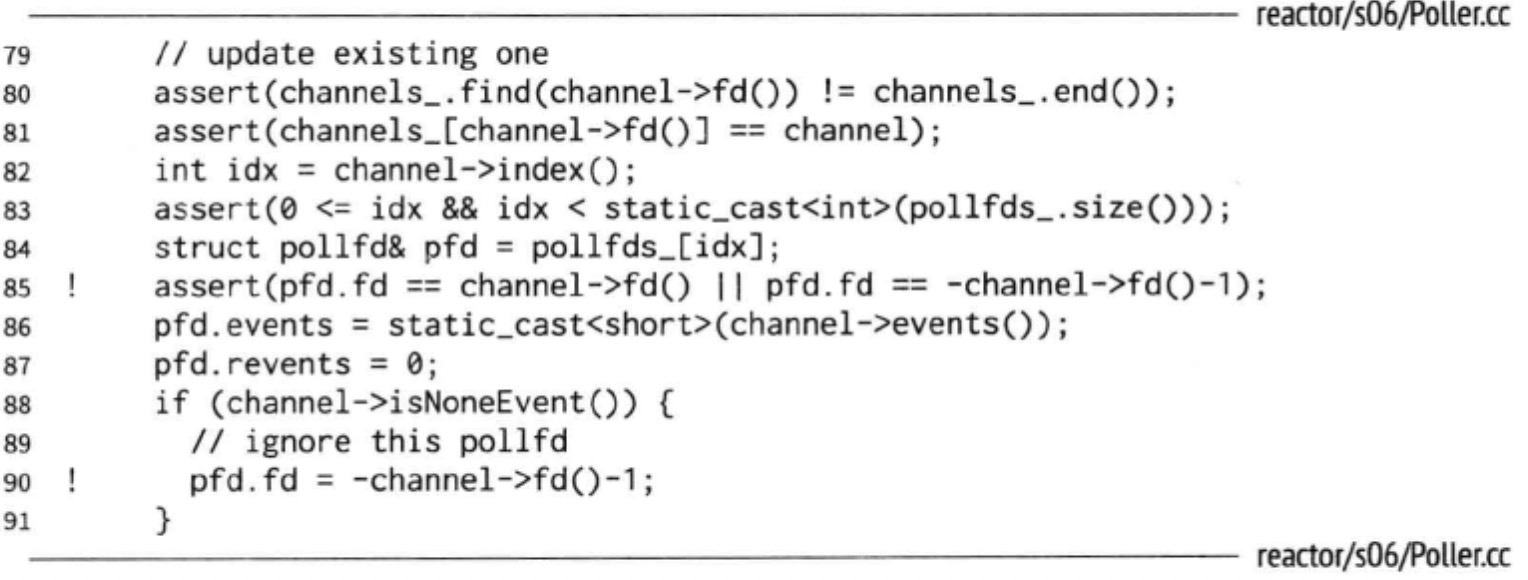 reactor/s06/Poller.cc
79 // update existing one
80 assert(channels_.find(channel->fd()) != channels_.end());
81 assert(channels_[channel->fd()] == channel);
82 int idx = channel->index();
83 assert(0 <= idx && idx < static_cast<int>(pollfds_.size()));
84 struct pollfd& pfd = pollfds_[idx];
85 ! assert(pfd.fd == channel->fd() || pfd.fd == -channel->fd()-1);
86 pfd.events = static_cast<short>(channel->events());
87 pfd.revents = 0;
88 if (channel->isNoneEvent()) {
89 // ignore this pollfd
90 ! pfd.fd = -channel->fd()-1;
91 }
reactor/s06/Poller.cc